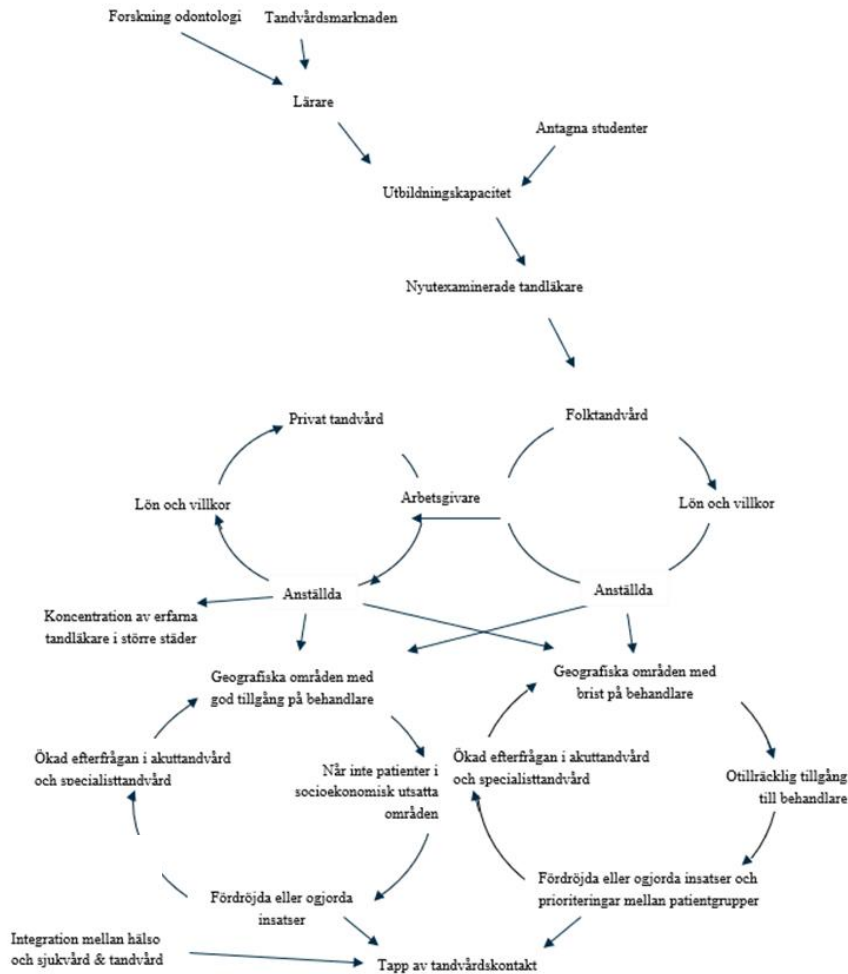 Forskning odontologi
Tandvårdsmarknaden
Lärare
Antagna studenter
Utbildningskapacitet
Nyutexaminerade tandläkare
Privat tandvård
Folktandvård
Lön och villkor
Arbetsgivare
Lön och villkor
Anställda
Anställda
Koncentration av erfarna
tandläkare i större städer
Geografiska områden med
god tillgång på behandlare
Geografiska områden med
brist på behandlare
Ökad efterfrågan i akuttandvård
och specialisttandvård
Når inte patienter i
socioekonomisk utsatta
områden
Ökad efterfrågan i akuttandvård
och specialisttandvård
Otillräcklig tillgång
till behandlare
Fördröjda eller ogjorda
insatser
Fördröjda eller ogjorda insatser och
prioriteringar mellan patientgrupper
Integration mellan hälso
och sjukvård & tandvård
Tapp av tandvårdskontakt